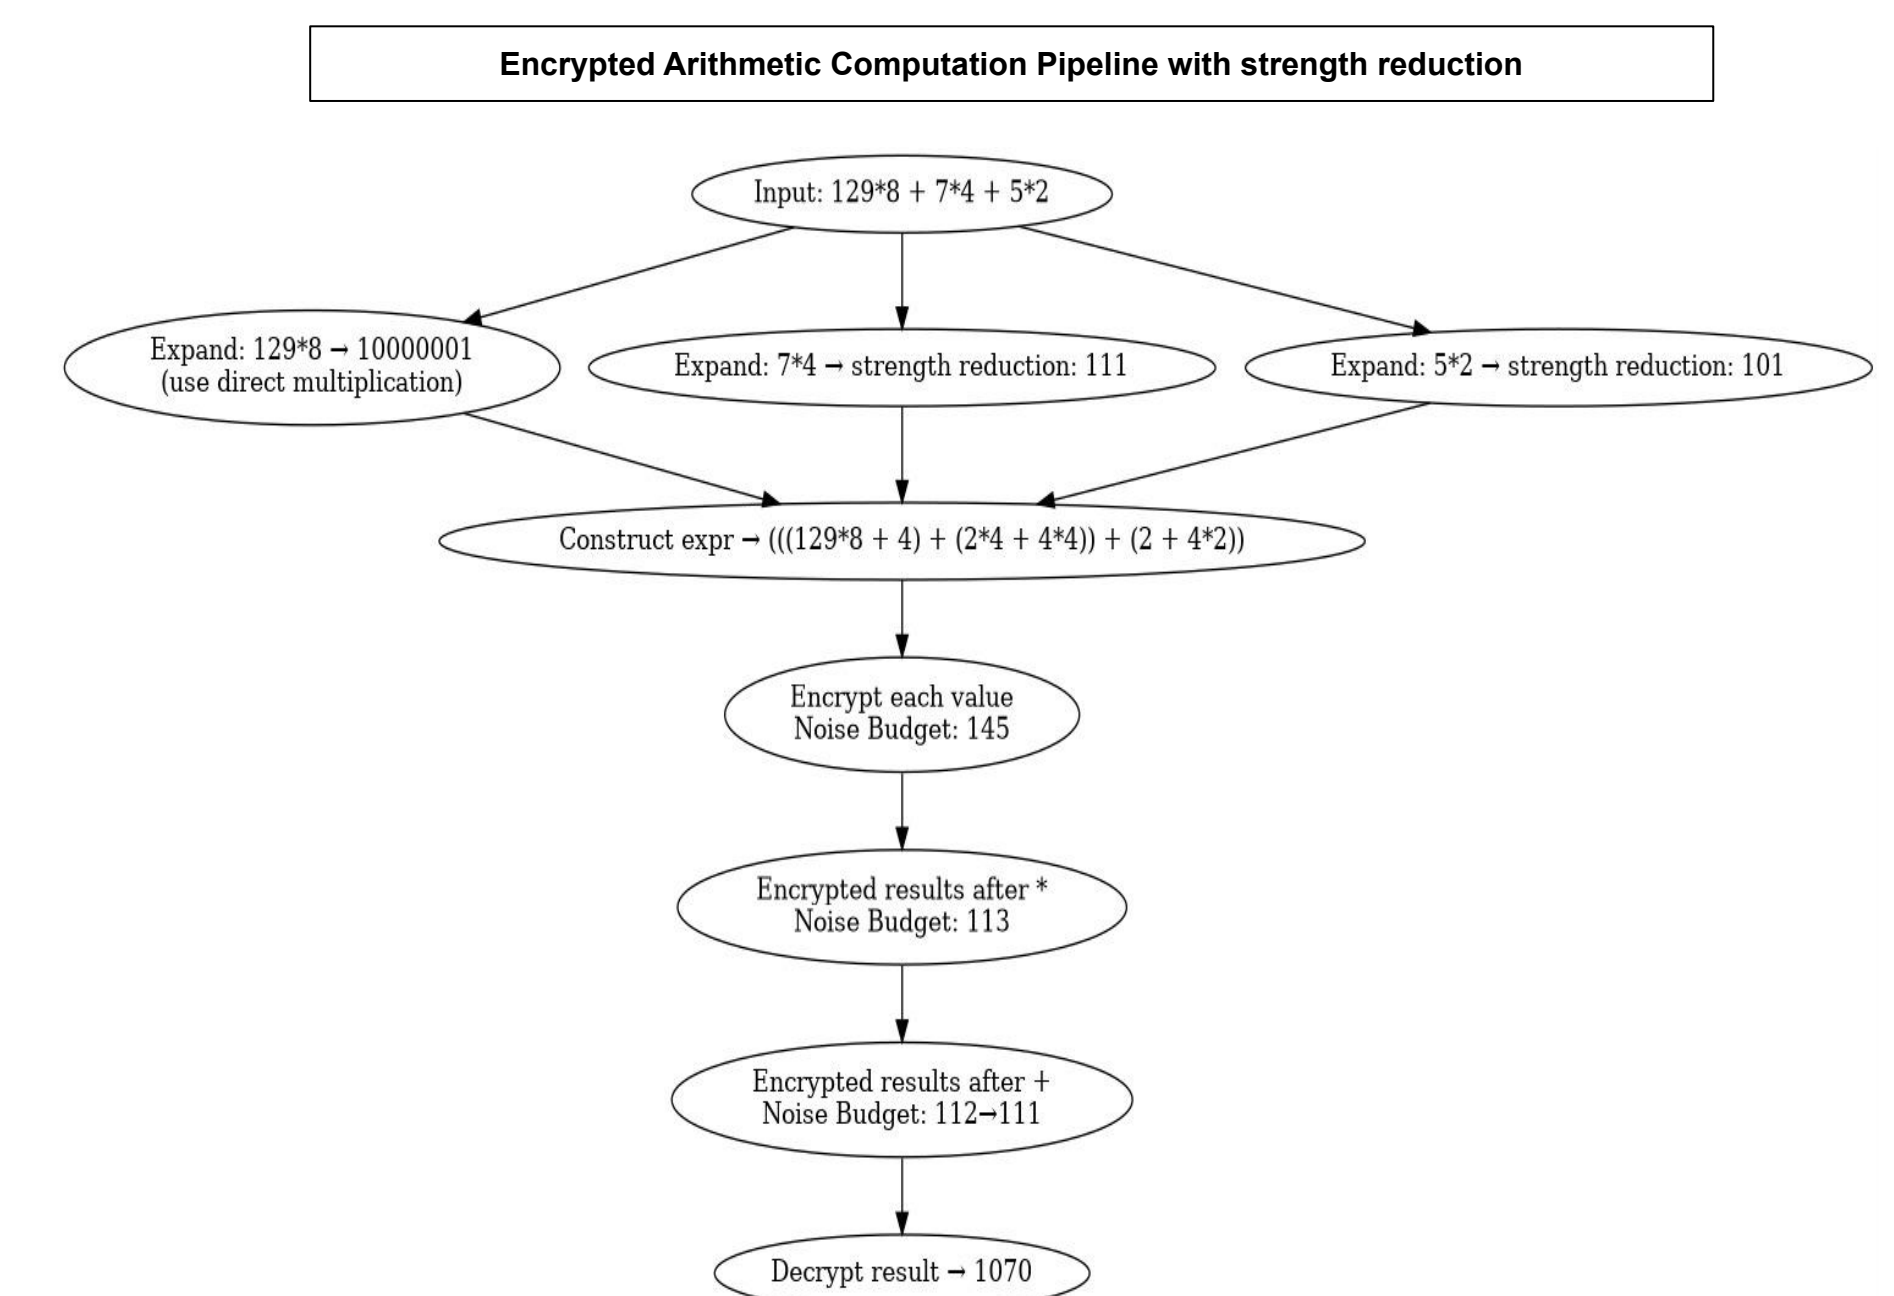 Encrypted Arithmetic Computation Pipeline with strength reduction
Input: 129*8 + 7*4 + 5*2
Expand: 129*8 → 10000001
(use direct multiplication)
Expand: 7*4 → strength reduction: 111
Expand: 5*2 → strength reduction: 101
Construct expr → (((129*8 + 4) + (2*4 + 4*4)) + (2 + 4*2))
Encrypt each value
Noise Budget: 145
Encrypted results after *
Noise Budget: 113
Encrypted results after +
Noise Budget: 112→111
Decrypt result → 1070